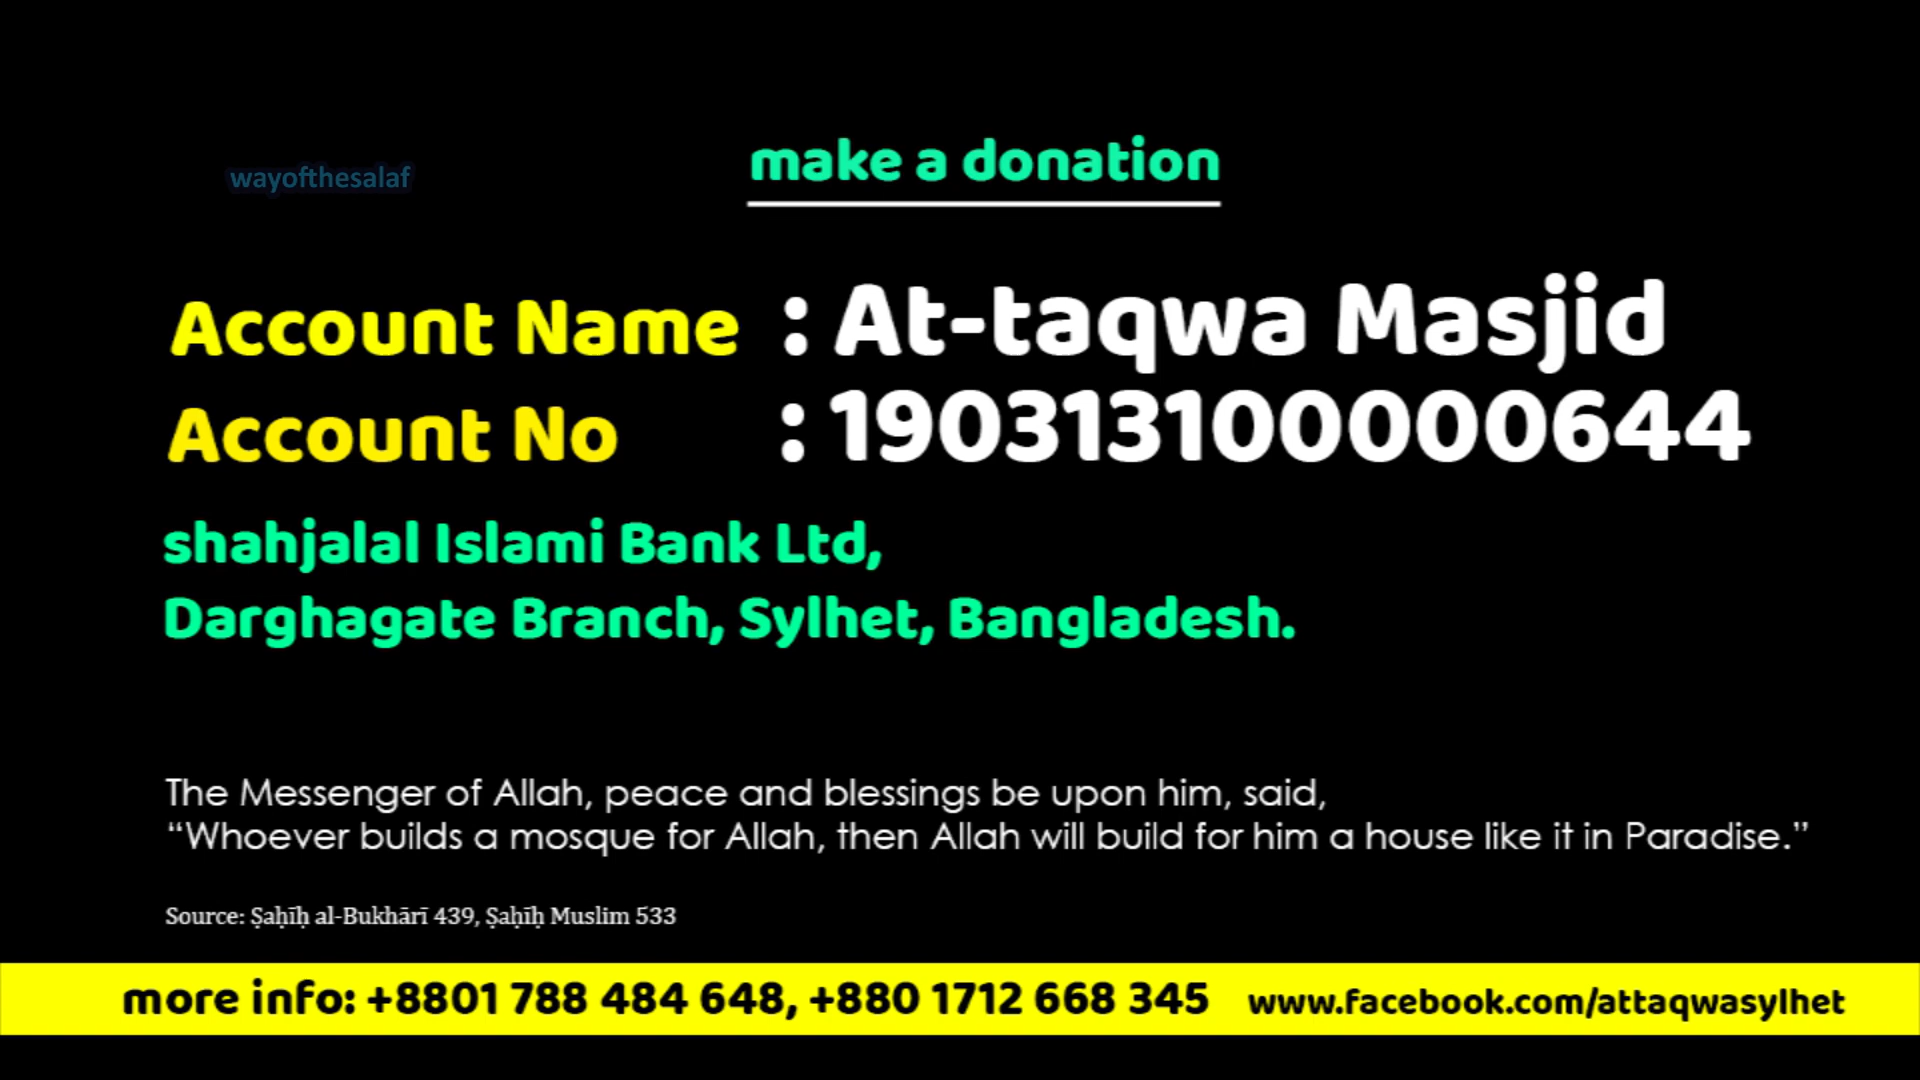 make a donation
wayofthesalaf
Account Name : At-taqwa Masjid
Account No : 190313100000644
shahjalal Islami Bank Ltd,
Darghagate Branch, Sylhet, Bangladesh.
The Messenger of Allah, peace and blessings be upon him, said,
“Whoever builds a mosque for Allah, then Allah will build for him a house like it in Paradise.”
Source: Ṣaḥīḥ al-Bukhārī 439, Ṣaḥīḥ Muslim 533
more info: +8801 788 484 648, +880 1712 668 345 www.facebook.com/attaqwasylhet